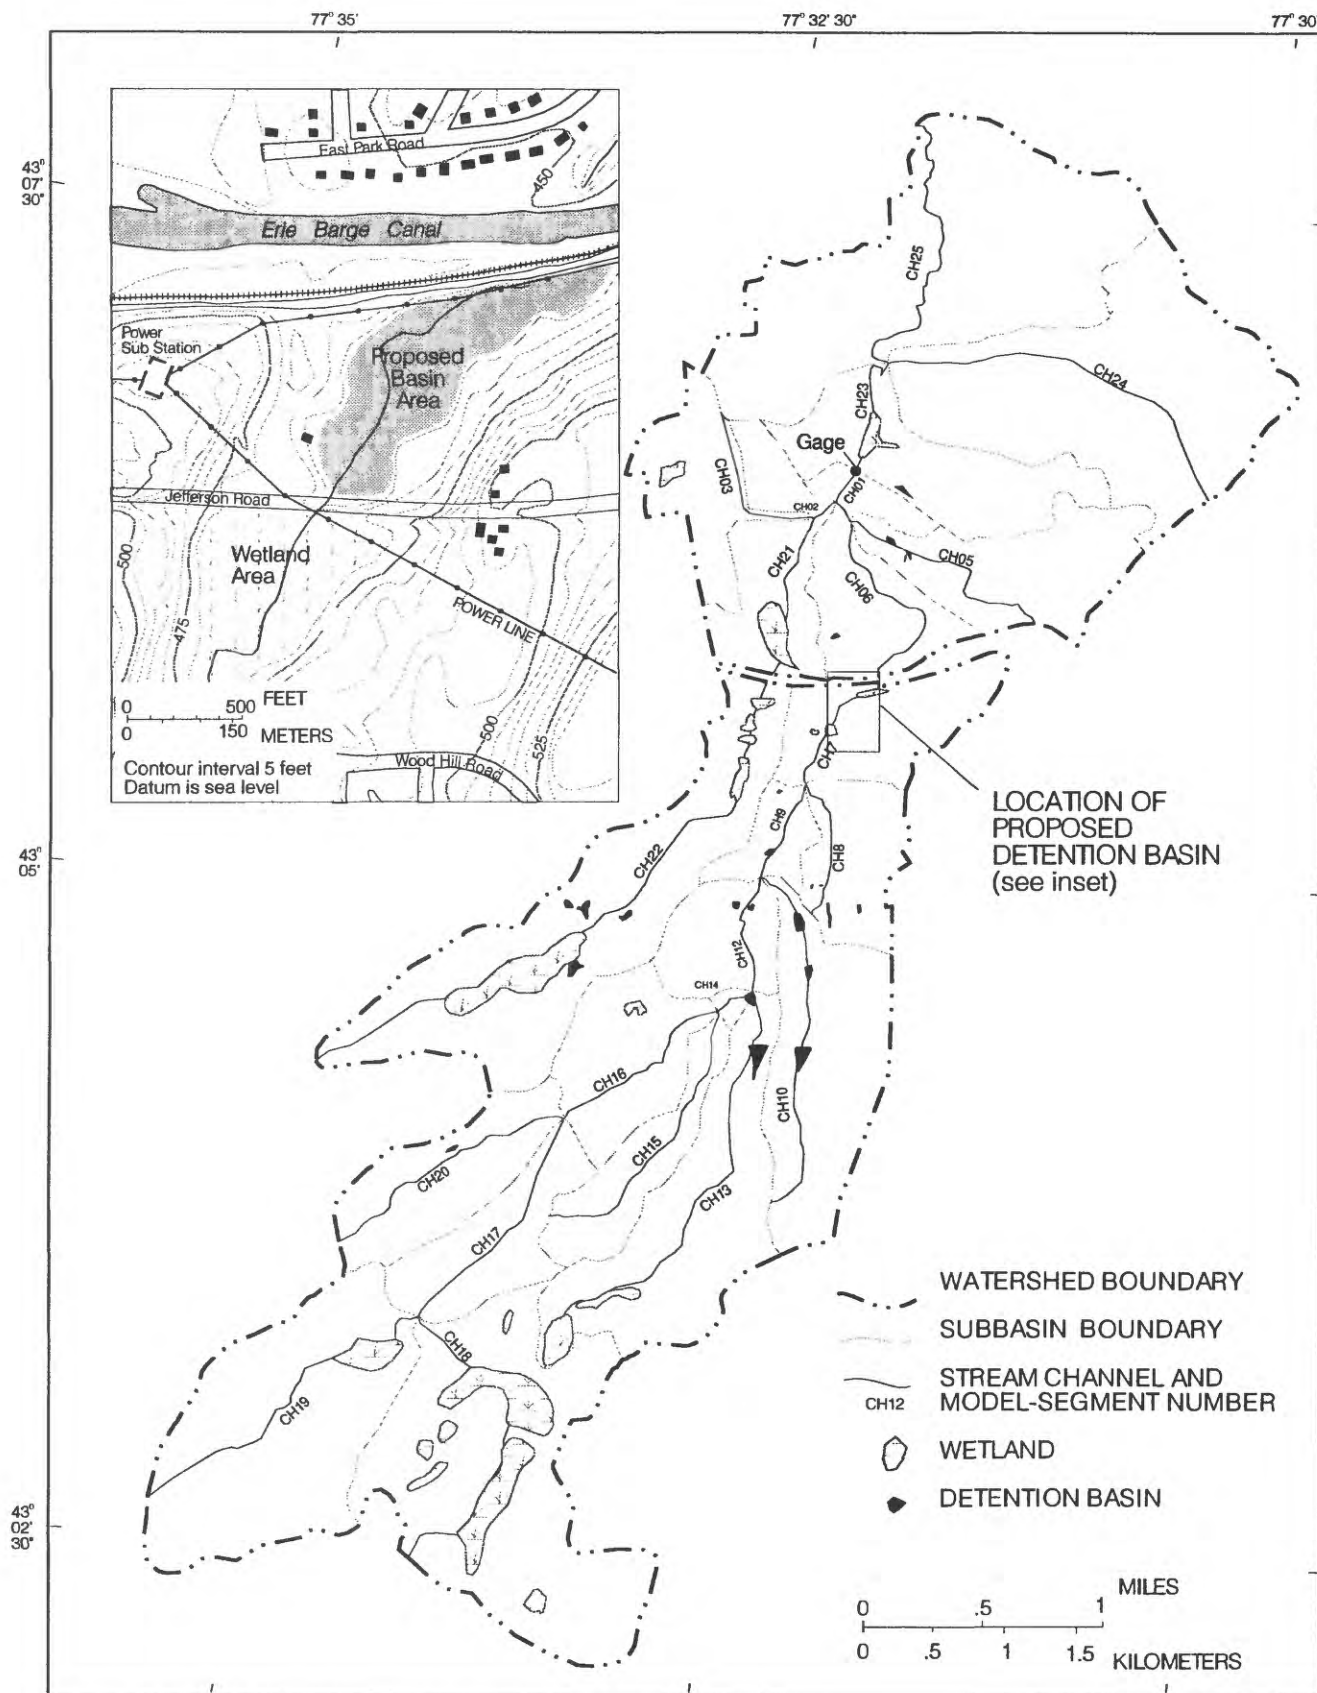 77° 35'
77° 32' 30"
77° 30'
43°
07'
30"
43°
05'
43°
02'
30"
East Park Road
450
Erie Barge Canal
Power
Sub Station
Proposed
Basin
Area
Jefferson Road
Wetland
Area
500
475
POWER LINE
0 500 FEET
0 150 METERS
500
525
Wood Hill Road
Contour interval 5 feet
Datum is sea level
CH25
CH24
CH23
Gage
CH03
CH02
CH01
CH21
CH05
CH06
CH7
CH9
CH8
CH22
LOCATION OF
PROPOSED
DETENTION BASIN
(see inset)
CH12
CH14
CH16
CH10
CH15
CH20
CH13
CH17
CH18
CH19
WATERSHED BOUNDARY
SUBBASIN BOUNDARY
STREAM CHANNEL AND
CH12 MODEL-SEGMENT NUMBER
WETLAND
DETENTION BASIN
MILES
0 .5 1
0 .5 1 1.5
KILOMETERS